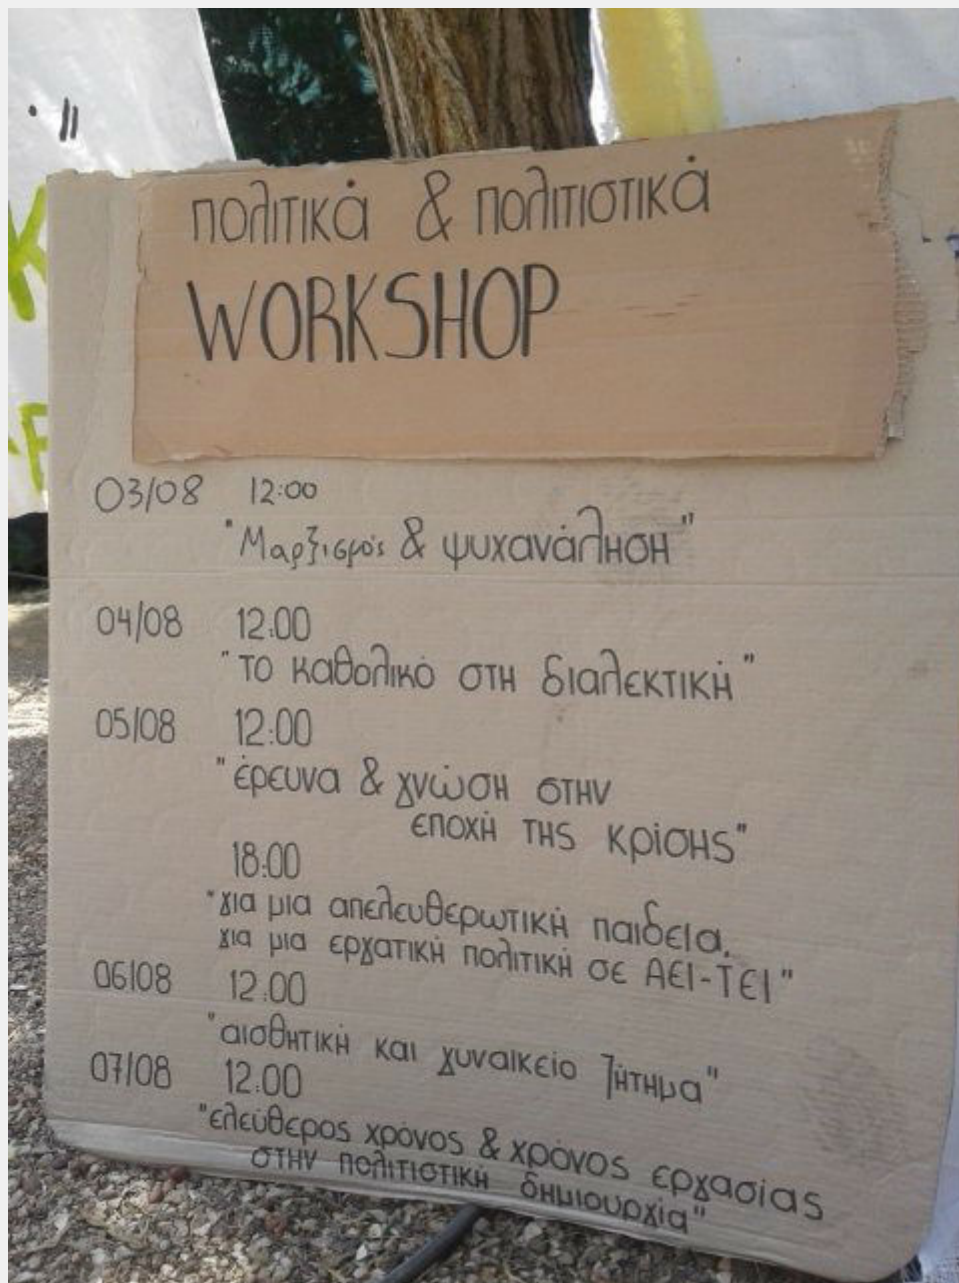 πολιτικά & πολιτιστικά
WORKSHOP
03/08 12:00
"Μαρξισμός & ψυχανάληση"
04/08 12:00
"το καθολικό στη διαλεκτική"
05/08 12:00
"έρευνα & γνώση στην
εποχή της κρίσης"
18:00
"για μια απελευθερωτική παιδεία,
για μια εργατική πολιτική σε ΑΕΙ-ΤΕΙ"
06/08 12:00
"αισθητική και γυναικείο ζήτημα"
07/08 12:00
"ελεύθερος χρόνος & χρόνος εργασίας
στην πολιτιστική δημιουργία"